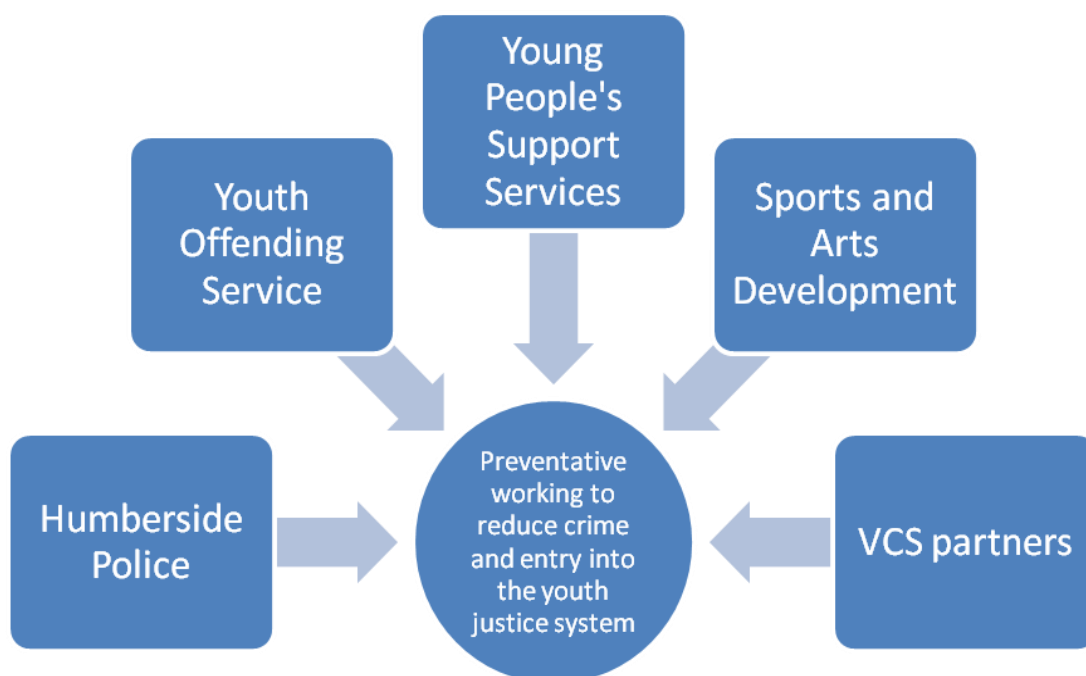 Young
People's
Support
Services
Youth
Offending
Service
Sports and
Arts
Development
Humberside
Police
Preventative
working to
reduce crime
and entry into
the youth
justice system
VCS partners